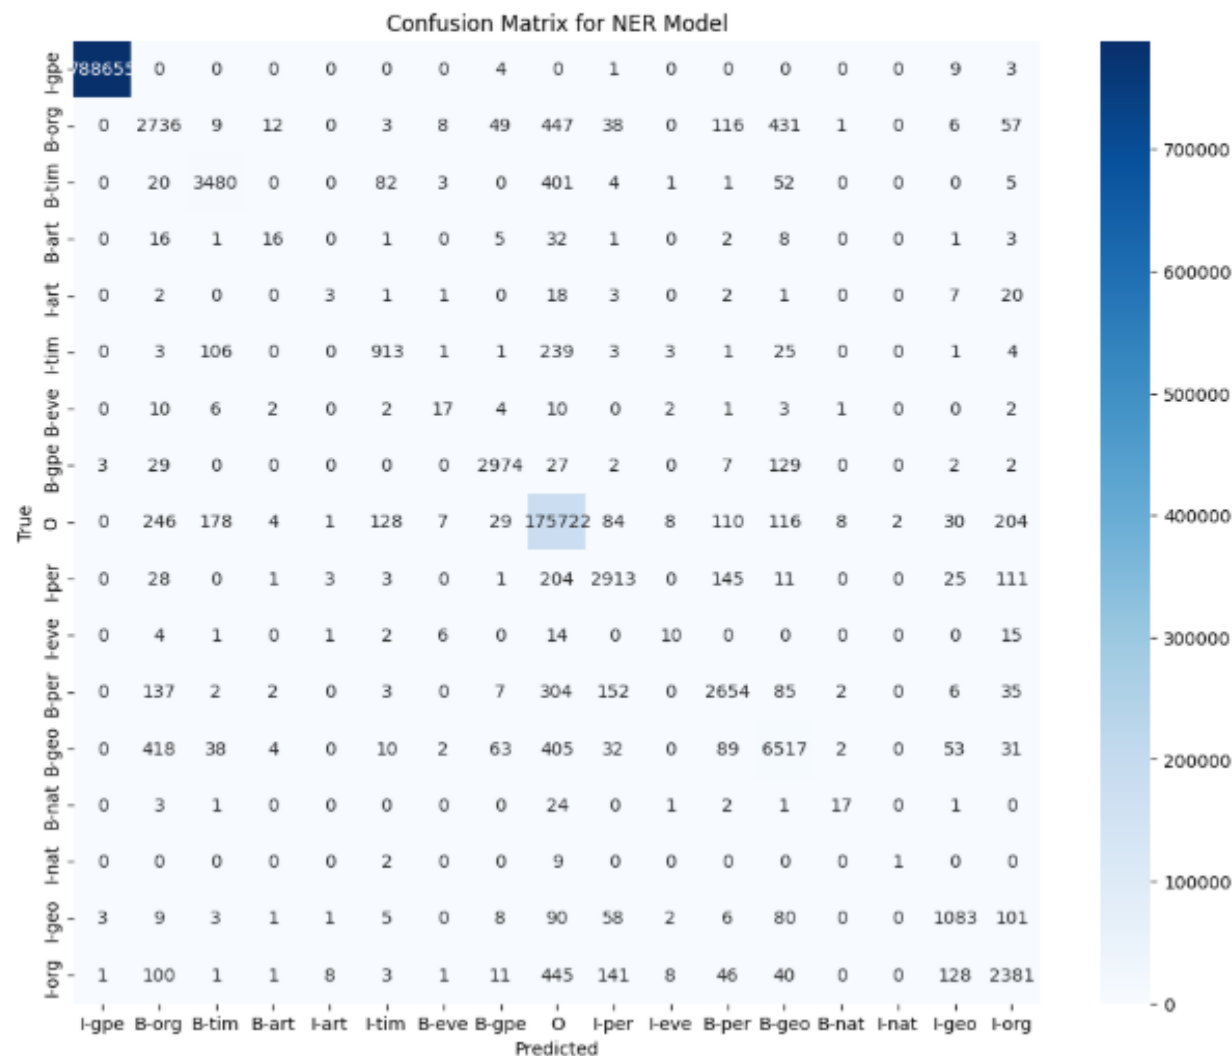 Confusion Matrix for NER Model
I-gpe 788655 0 0 0 0 0 0 4 0 1 0 0 0 0 0 9 3
B-org 0 2736 9 12 0 3 8 49 447 38 0 116 431 1 0 6 57
B-tim 0 20 3480 0 0 82 3 0 401 4 1 1 52 0 0 0 5
B-art 0 16 1 16 0 1 0 5 32 1 0 2 8 0 0 1 3
I-art 0 2 0 0 3 1 1 0 18 3 0 2 1 0 0 7 20
I-tim 0 3 106 0 0 913 1 1 239 3 3 1 25 0 0 1 4
B-eve 0 10 6 2 0 2 17 4 10 0 2 1 3 1 0 0 2
B-gpe 3 29 0 0 0 0 0 2974 27 2 0 7 129 0 0 2 2
O 0 246 178 4 1 128 7 29 175722 84 8 110 116 8 2 30 204
I-per 0 28 0 1 3 3 0 1 204 2913 0 145 11 0 0 25 111
I-eve 0 4 1 0 1 2 6 0 14 0 10 0 0 0 0 0 15
B-per 0 137 2 2 0 3 0 7 304 152 0 2654 85 2 0 6 35
B-geo 0 418 38 4 0 10 2 63 405 32 0 89 6517 2 0 53 31
B-nat 0 3 1 0 0 0 0 0 24 0 1 2 1 17 0 1 0
I-nat 0 0 0 0 0 2 0 0 9 0 0 0 0 0 1 0 0
I-geo 3 9 3 1 1 5 0 8 90 58 2 6 80 0 0 1083 101
I-org 1 100 1 1 8 3 1 11 445 141 8 46 40 0 0 128 2381
I-gpe B-org B-tim B-art I-art I-tim B-eve B-gpe O I-per I-eve B-per B-geo B-nat I-nat I-geo I-org
Predicted
True
700000
600000
500000
400000
300000
200000
100000
0